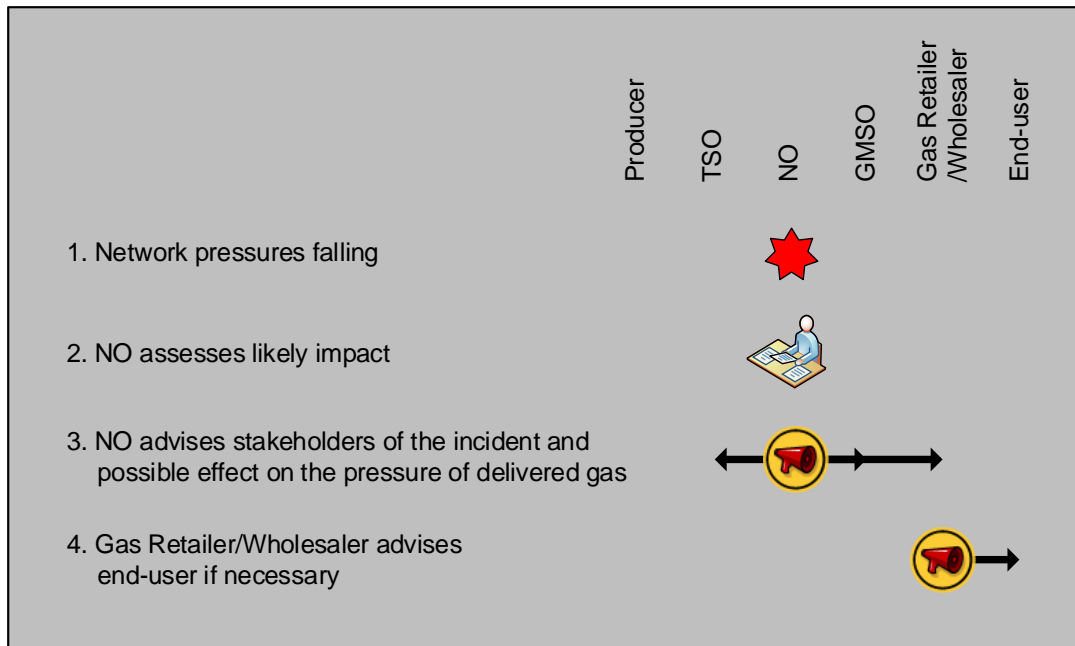 Producer
TSO
NO
GMSO
Gas Retailer
/Wholesaler
End-user
1. Network pressures falling
2. NO assesses likely impact
3. NO advises stakeholders of the incident and
possible effect on the pressure of delivered gas
4. Gas Retailer/Wholesaler advises
end-user if necessary